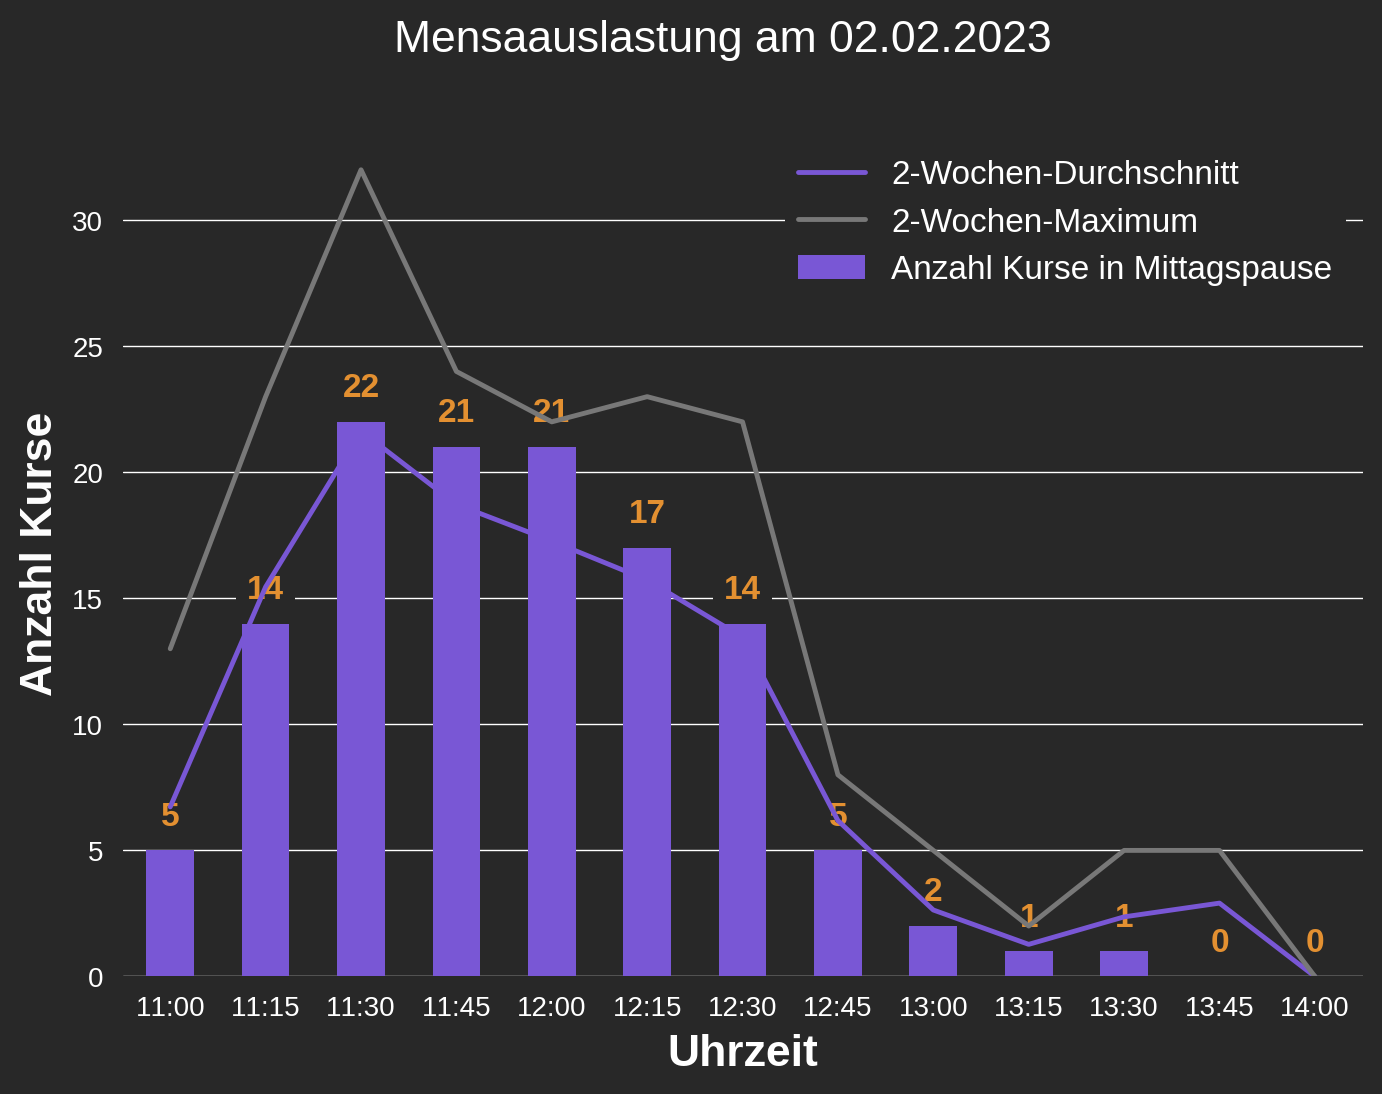 Mensaauslastung am 02.02.2023
2-Wochen-Durchschnitt
2-Wochen-Maximum
Anzahl Kurse in Mittagspause
Anzahl Kurse
30
25
20
15
10
5
0
5
14
22
21
21
17
14
5
2
1
1
0
0
11:00 11:15 11:30 11:45 12:00 12:15 12:30 12:45 13:00 13:15 13:30 13:45 14:00
Uhrzeit